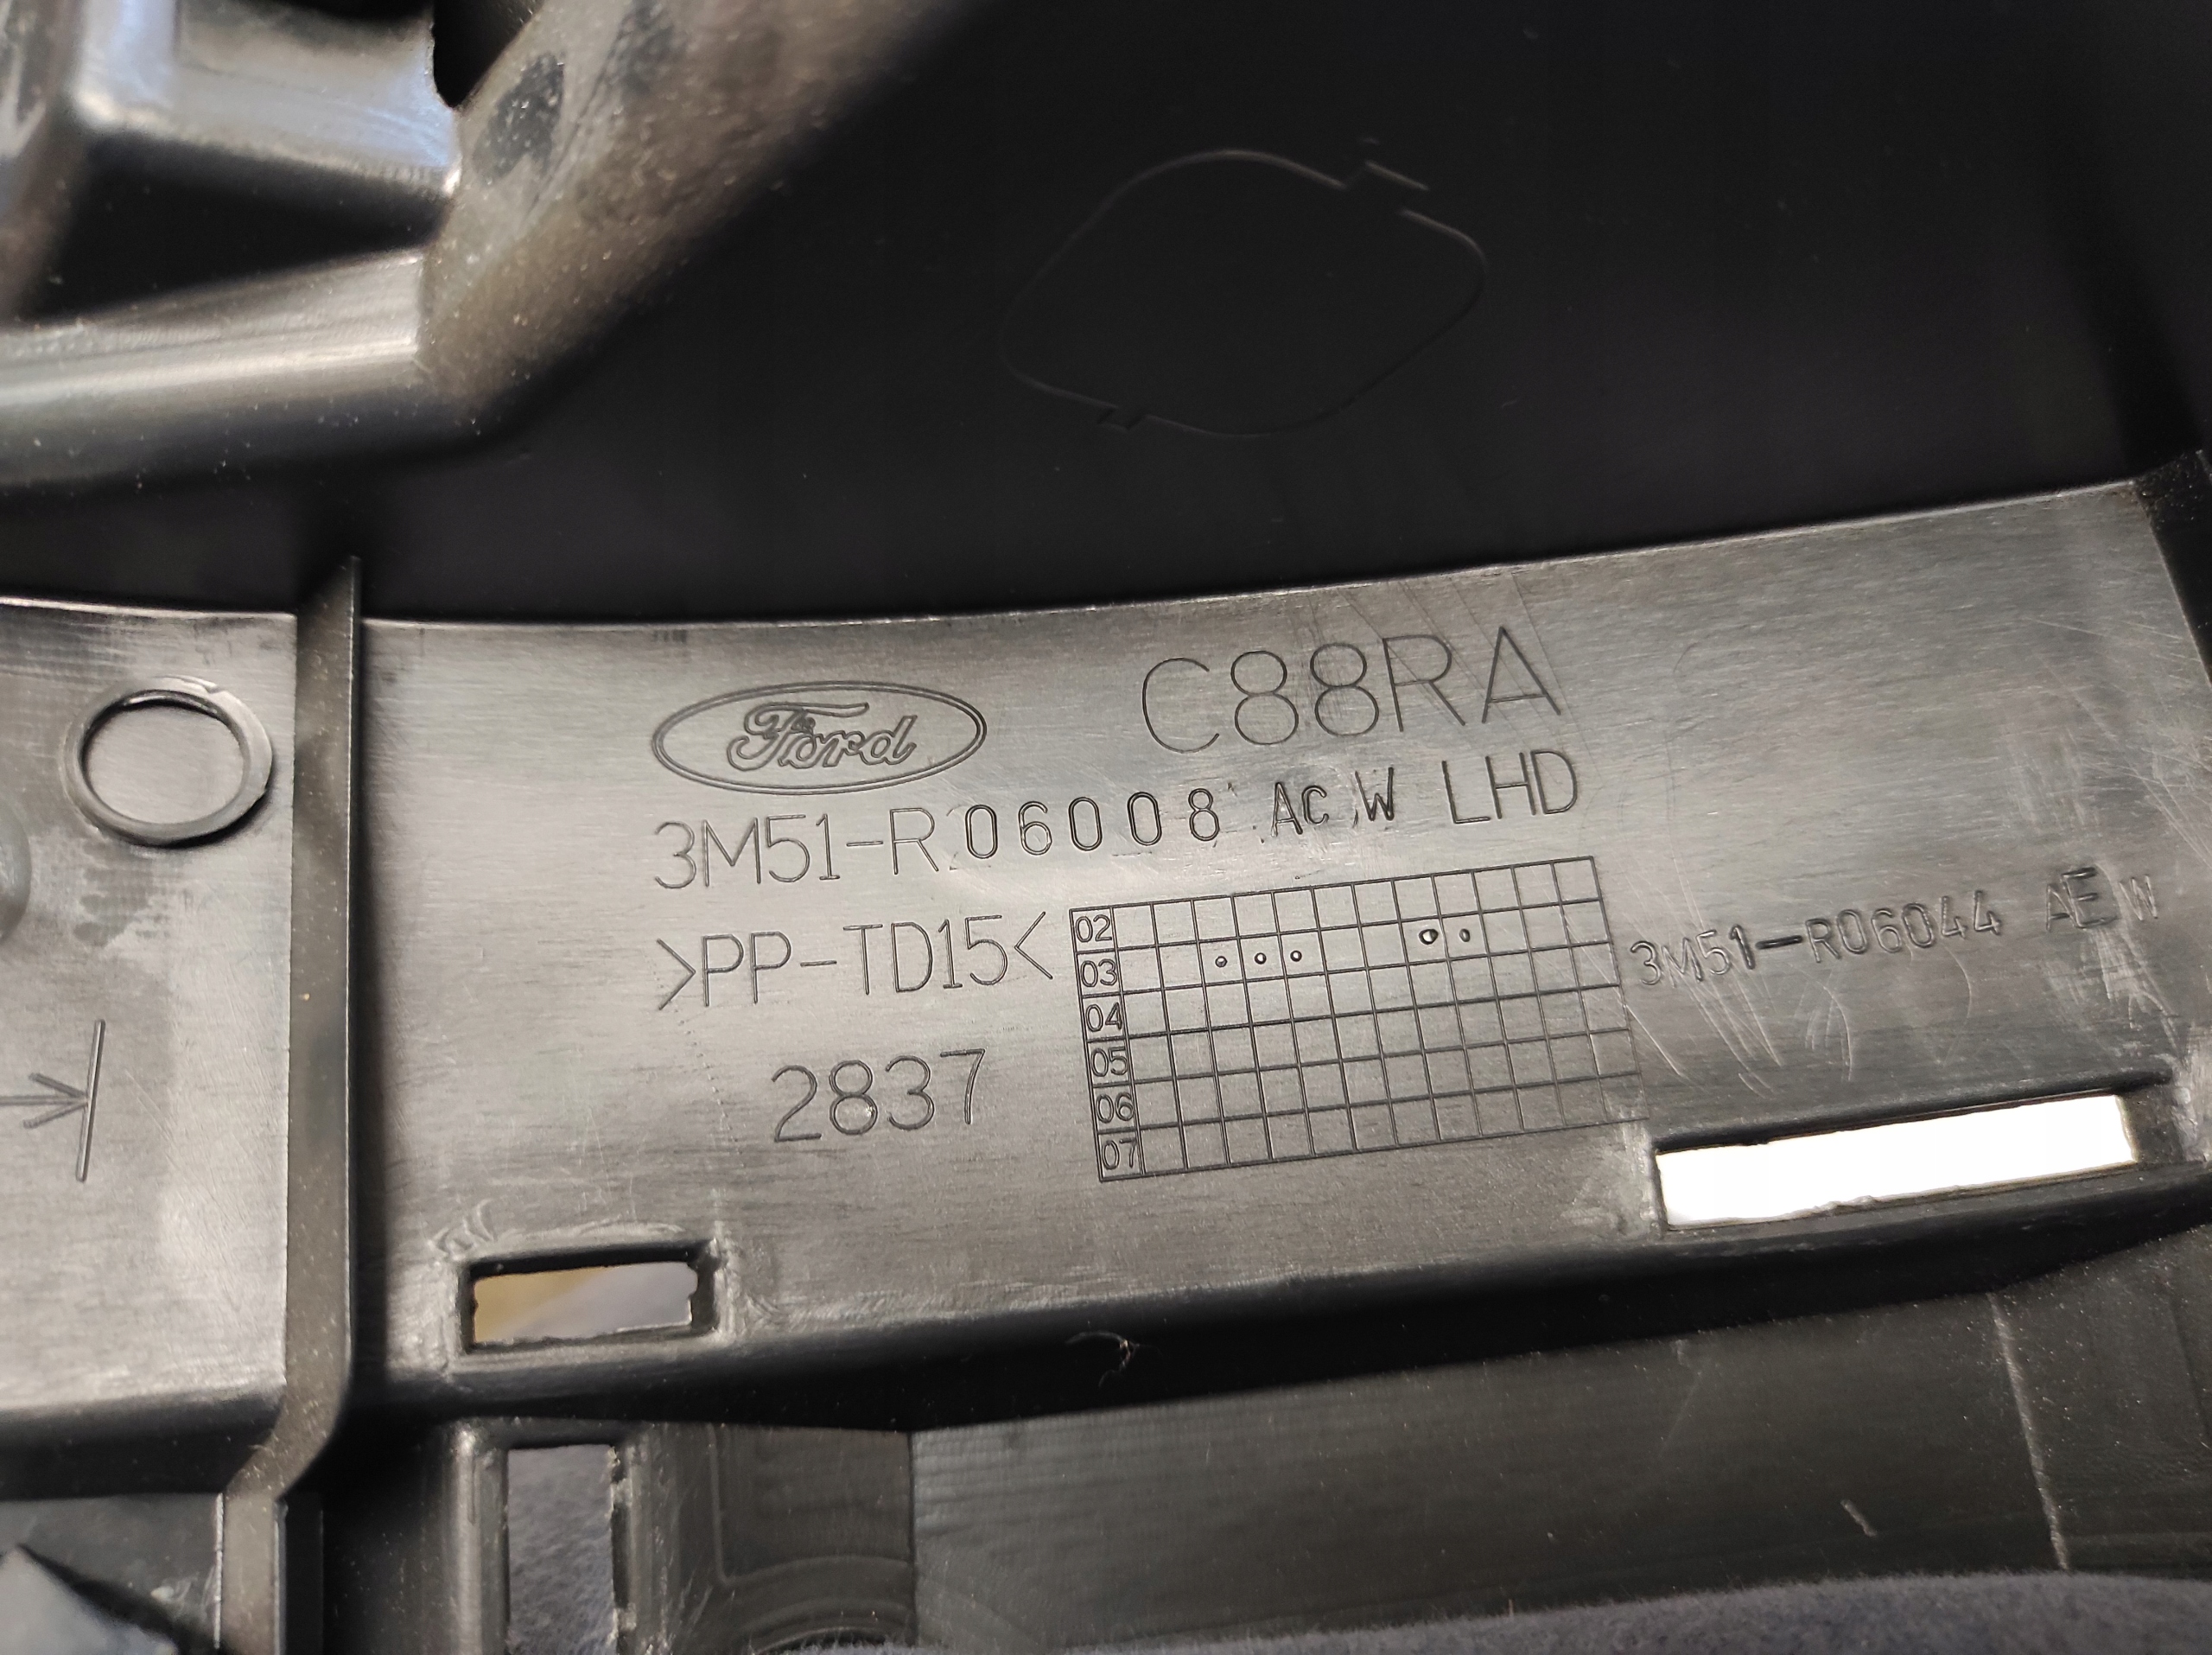 Ford
C88RA
3M51-R06008 AC W LHD
>PP-TD15<
2837
02
03
04
05
06
07
3M51-R06044 AE W